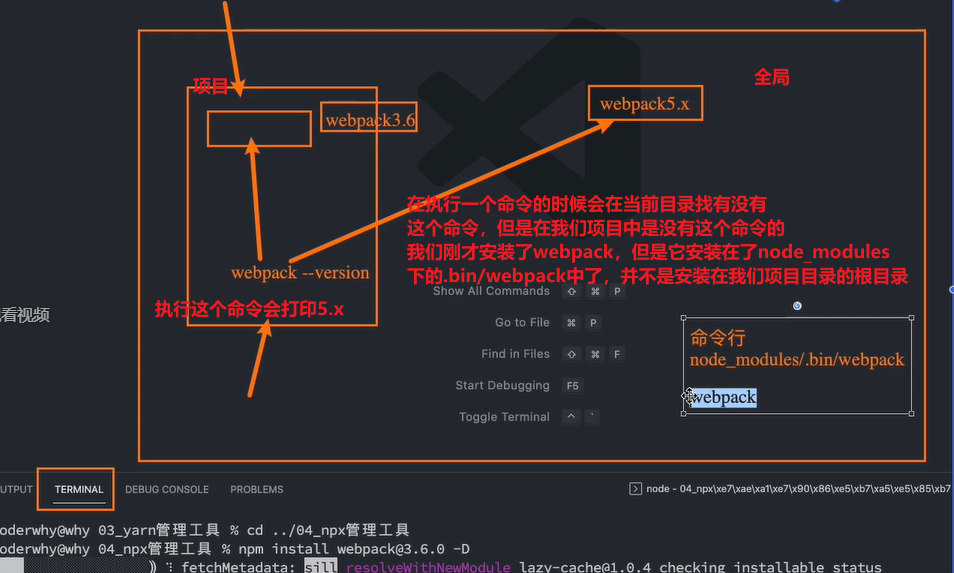 项目
全局
webpack3.6
webpack5.x
在执行一个命令的时候会在当前目录找有没有
这个命令，但是在我们项目中是没有这个命令的
我们刚才安装了webpack，但是它安装在了node_modules
下的.bin/webpack中了，并不是安装在我们项目目录的根目录
webpack --version
执行这个命令会打印5.x
看视频
Show All Commands ⇧ ⌘ P
Go to File ⌘ P
Find in Files ⇧ ⌘ F
Start Debugging F5
Toggle Terminal ^ `
命令行
node_modules/.bin/webpack
webpack
UTPUT TERMINAL DEBUG CONSOLE PROBLEMS
node - 04_npx\xe7\xae\xa1\xe7\x90\x86\xe5\xb7\xa5\xe5\x85\xb7
oderwhy@why 03_yarn管理工具 % cd ../04_npx管理工具
oderwhy@why 04_npx管理工具 % npm install webpack@3.6.0 -D
⸩ ⠸ fetchMetadata: sill resolveWithNewModule lazy-cache@1.0.4 checking installable status